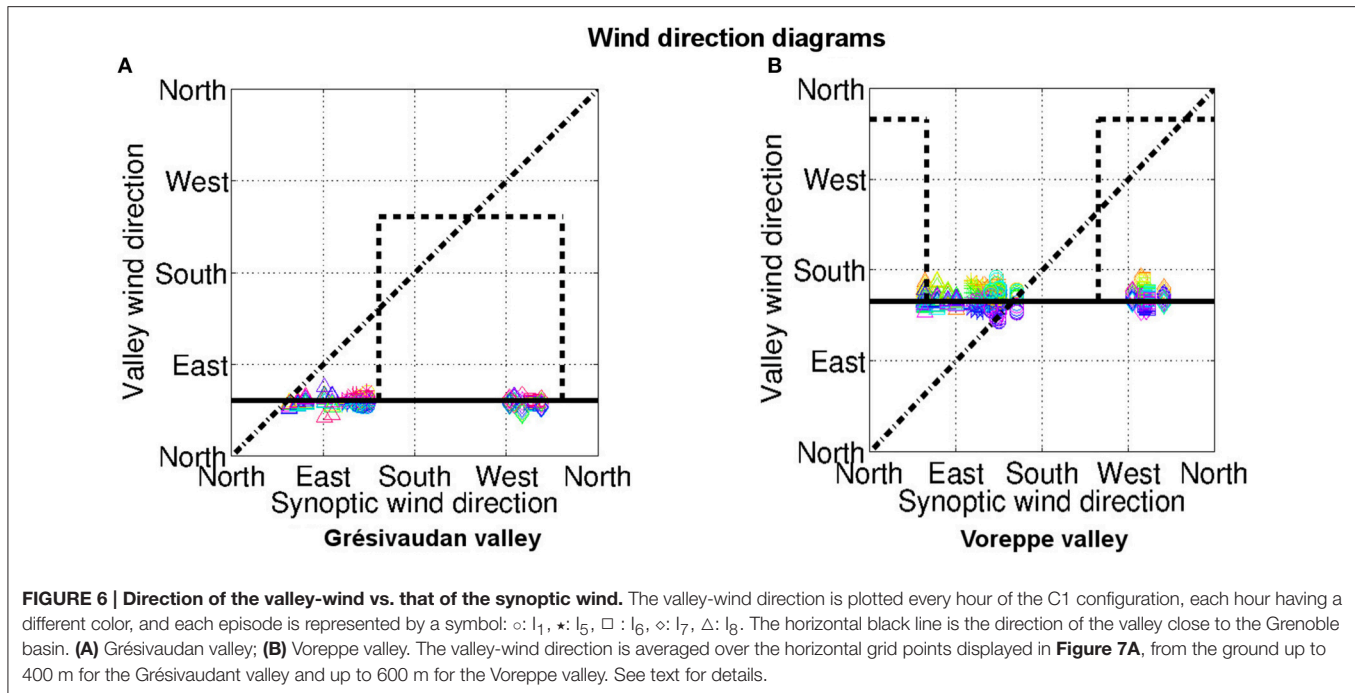 Wind direction diagrams
A
North
West
South
East
North
Valley wind direction
North East South West North
Synoptic wind direction
Grésivaudan valley
B
North
West
South
East
North
Valley wind direction
North East South West North
Synoptic wind direction
Voreppe valley
FIGURE 6 | Direction of the valley-wind vs. that of the synoptic wind. The valley-wind direction is plotted every hour of the C1 configuration, each hour having a
different color, and each episode is represented by a symbol: ○: I₁, ⋆: I₅, □ : I₆, ⋄: I₇, △: I₈. The horizontal black line is the direction of the valley close to the Grenoble
basin. (A) Grésivaudan valley; (B) Voreppe valley. The valley-wind direction is averaged over the horizontal grid points displayed in Figure 7A, from the ground up to
400 m for the Grésivaudant valley and up to 600 m for the Voreppe valley. See text for details.